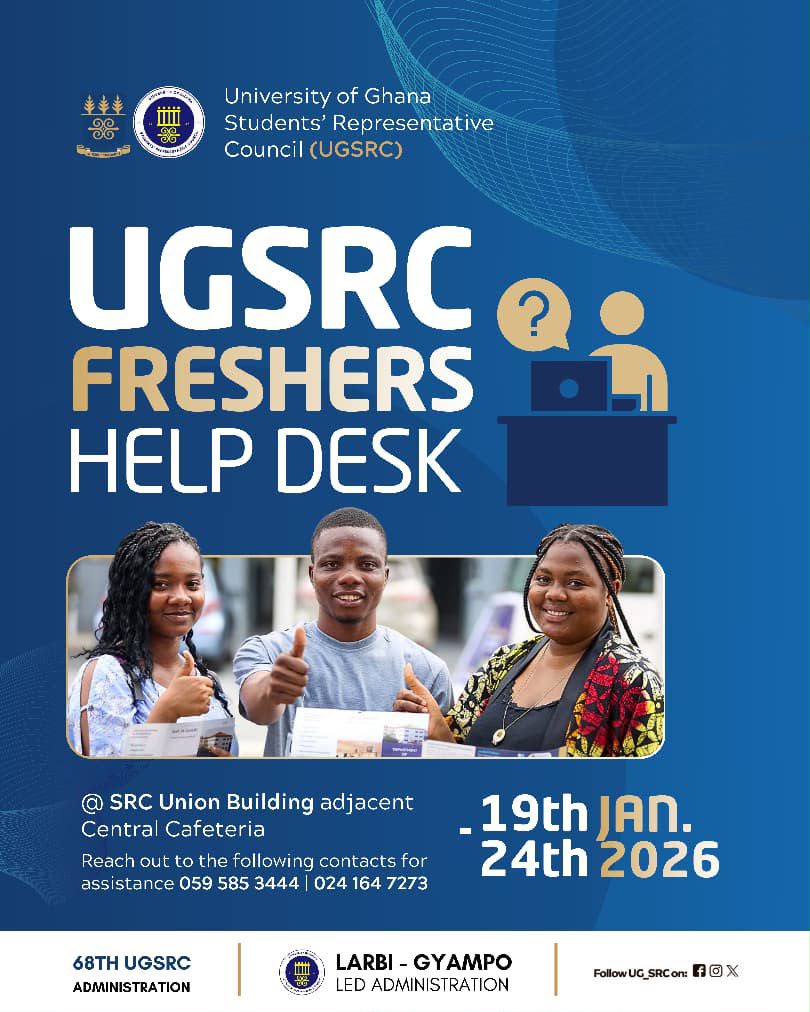 University of Ghana
Students' Representative
Council (UGSRC)
UGSRC
FRESHERS
HELP DESK
?
@ SRC Union Building adjacent
Central Cafeteria
Reach out to the following contacts for
assistance 059 585 3444 | 024 164 7273
- 19th JAN.
24th 2026
68TH UGSRC
ADMINISTRATION
LARBI - GYAMPO
LED ADMINISTRATION
Follow UG_SRC on: